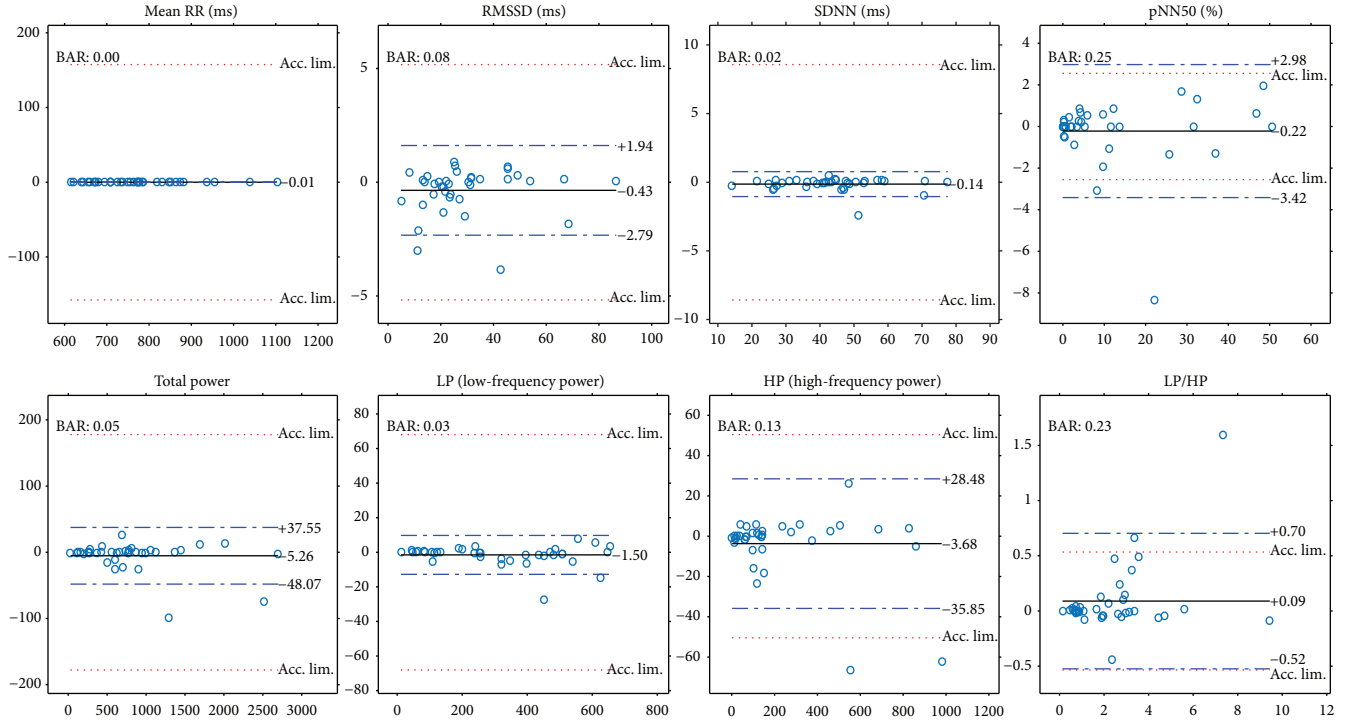 Mean RR (ms)
200
100
0
−100
BAR: 0.00
Acc. lim.
−0.01
Acc. lim.
600 700 800 900 1000 1100 1200
RMSSD (ms)
5
0
−5
BAR: 0.08
Acc. lim.
+1.94
−0.43
−2.79
Acc. lim.
0 20 40 60 80 100
SDNN (ms)
10
5
0
−5
−10
BAR: 0.02
Acc. lim.
−0.14
Acc. lim.
10 20 30 40 50 60 70 80 90
pNN50 (%)
4
2
0
−2
−4
−6
−8
BAR: 0.25
+2.98
Acc. lim.
−0.22
Acc. lim.
−3.42
0 10 20 30 40 50 60
Total power
200
100
0
−100
−200
BAR: 0.05
Acc. lim.
+37.55
−5.26
−48.07
Acc. lim.
0 500 1000 1500 2000 2500 3000
LP (low-frequency power)
80
60
40
20
0
−20
−40
−60
−80
BAR: 0.03
Acc. lim.
−1.50
Acc. lim.
0 200 400 600 800
HP (high-frequency power)
60
40
20
0
−20
−40
−60
BAR: 0.13
Acc. lim.
+28.48
−3.68
−35.85
Acc. lim.
0 200 400 600 800 1000 1200
LP/HP
1.5
1
0.5
0
−0.5
BAR: 0.23
+0.70
Acc. lim.
+0.09
−0.52
Acc. lim.
0 2 4 6 8 10 12